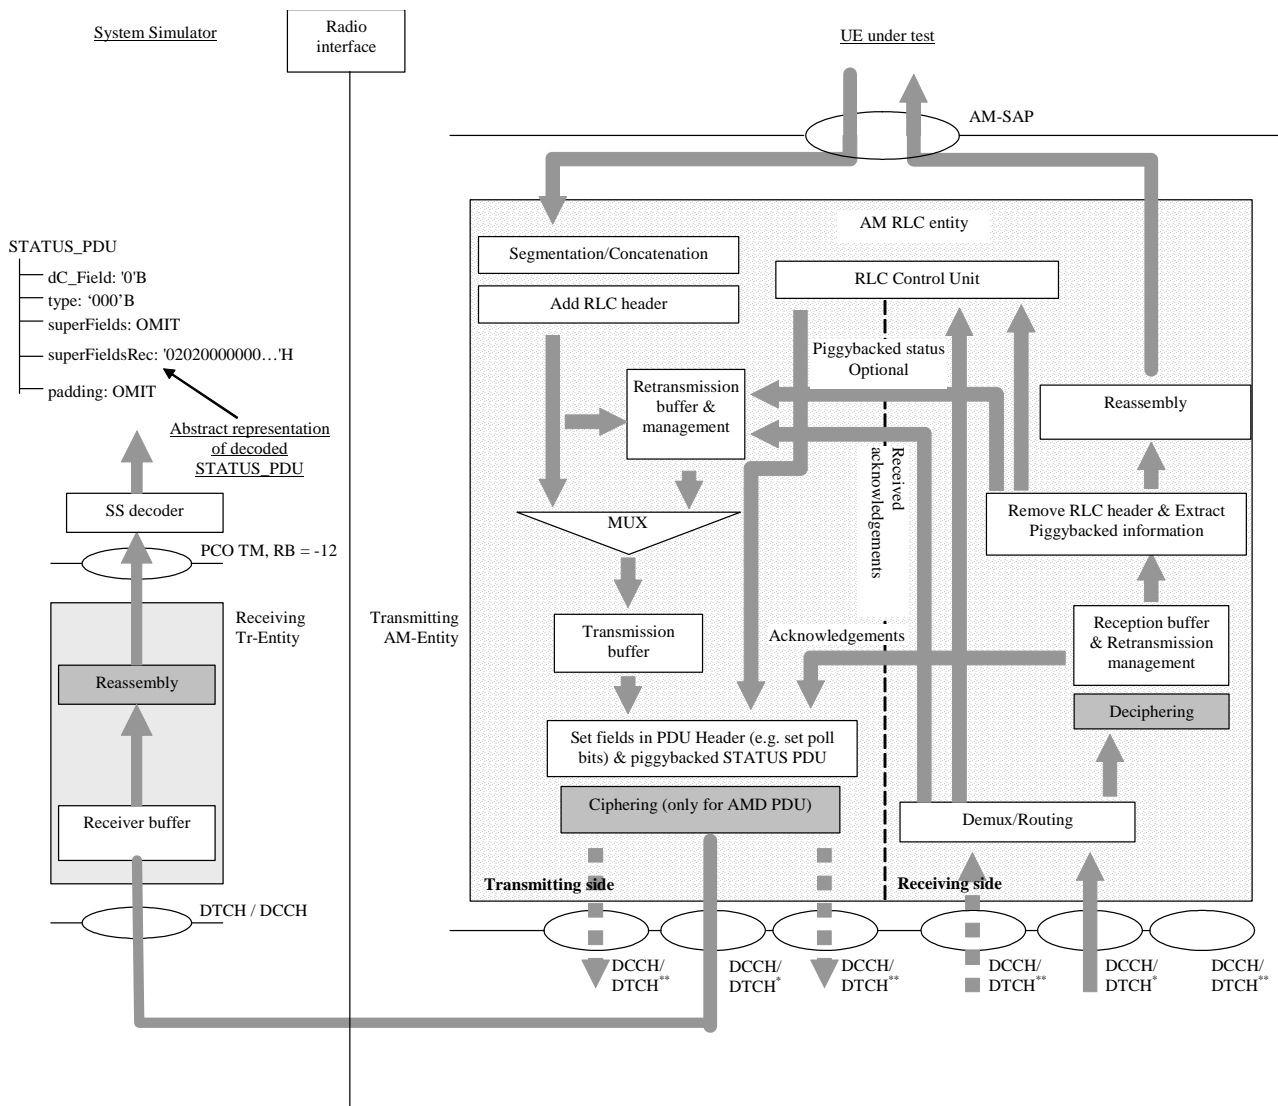 System Simulator
Radio
interface
UE under test
AM-SAP
AM RLC entity
STATUS_PDU
dC_Field: '0'B
type: ‘000’B
superFields: OMIT
superFieldsRec: '02020000000…'H
padding: OMIT
Abstract representation
of decoded
STATUS_PDU
SS decoder
PCO TM, RB = -12
Receiving
Tr-Entity
Reassembly
Receiver buffer
DTCH / DCCH
Transmitting
AM-Entity
Segmentation/Concatenation
Add RLC header
RLC Control Unit
Piggybacked status
Optional
Retransmission
buffer &
management
Reassembly
Received
acknowledgements
MUX
Remove RLC header & Extract
Piggybacked information
Transmission
buffer
Acknowledgements
Reception buffer
& Retransmission
management
Deciphering
Set fields in PDU Header (e.g. set poll
bits) & piggybacked STATUS PDU
Ciphering (only for AMD PDU)
Demux/Routing
Transmitting side
Receiving side
DCCH/
DTCH**
DCCH/
DTCH*
DCCH/
DTCH**
DCCH/
DTCH**
DCCH/
DTCH*
DCCH/
DTCH**